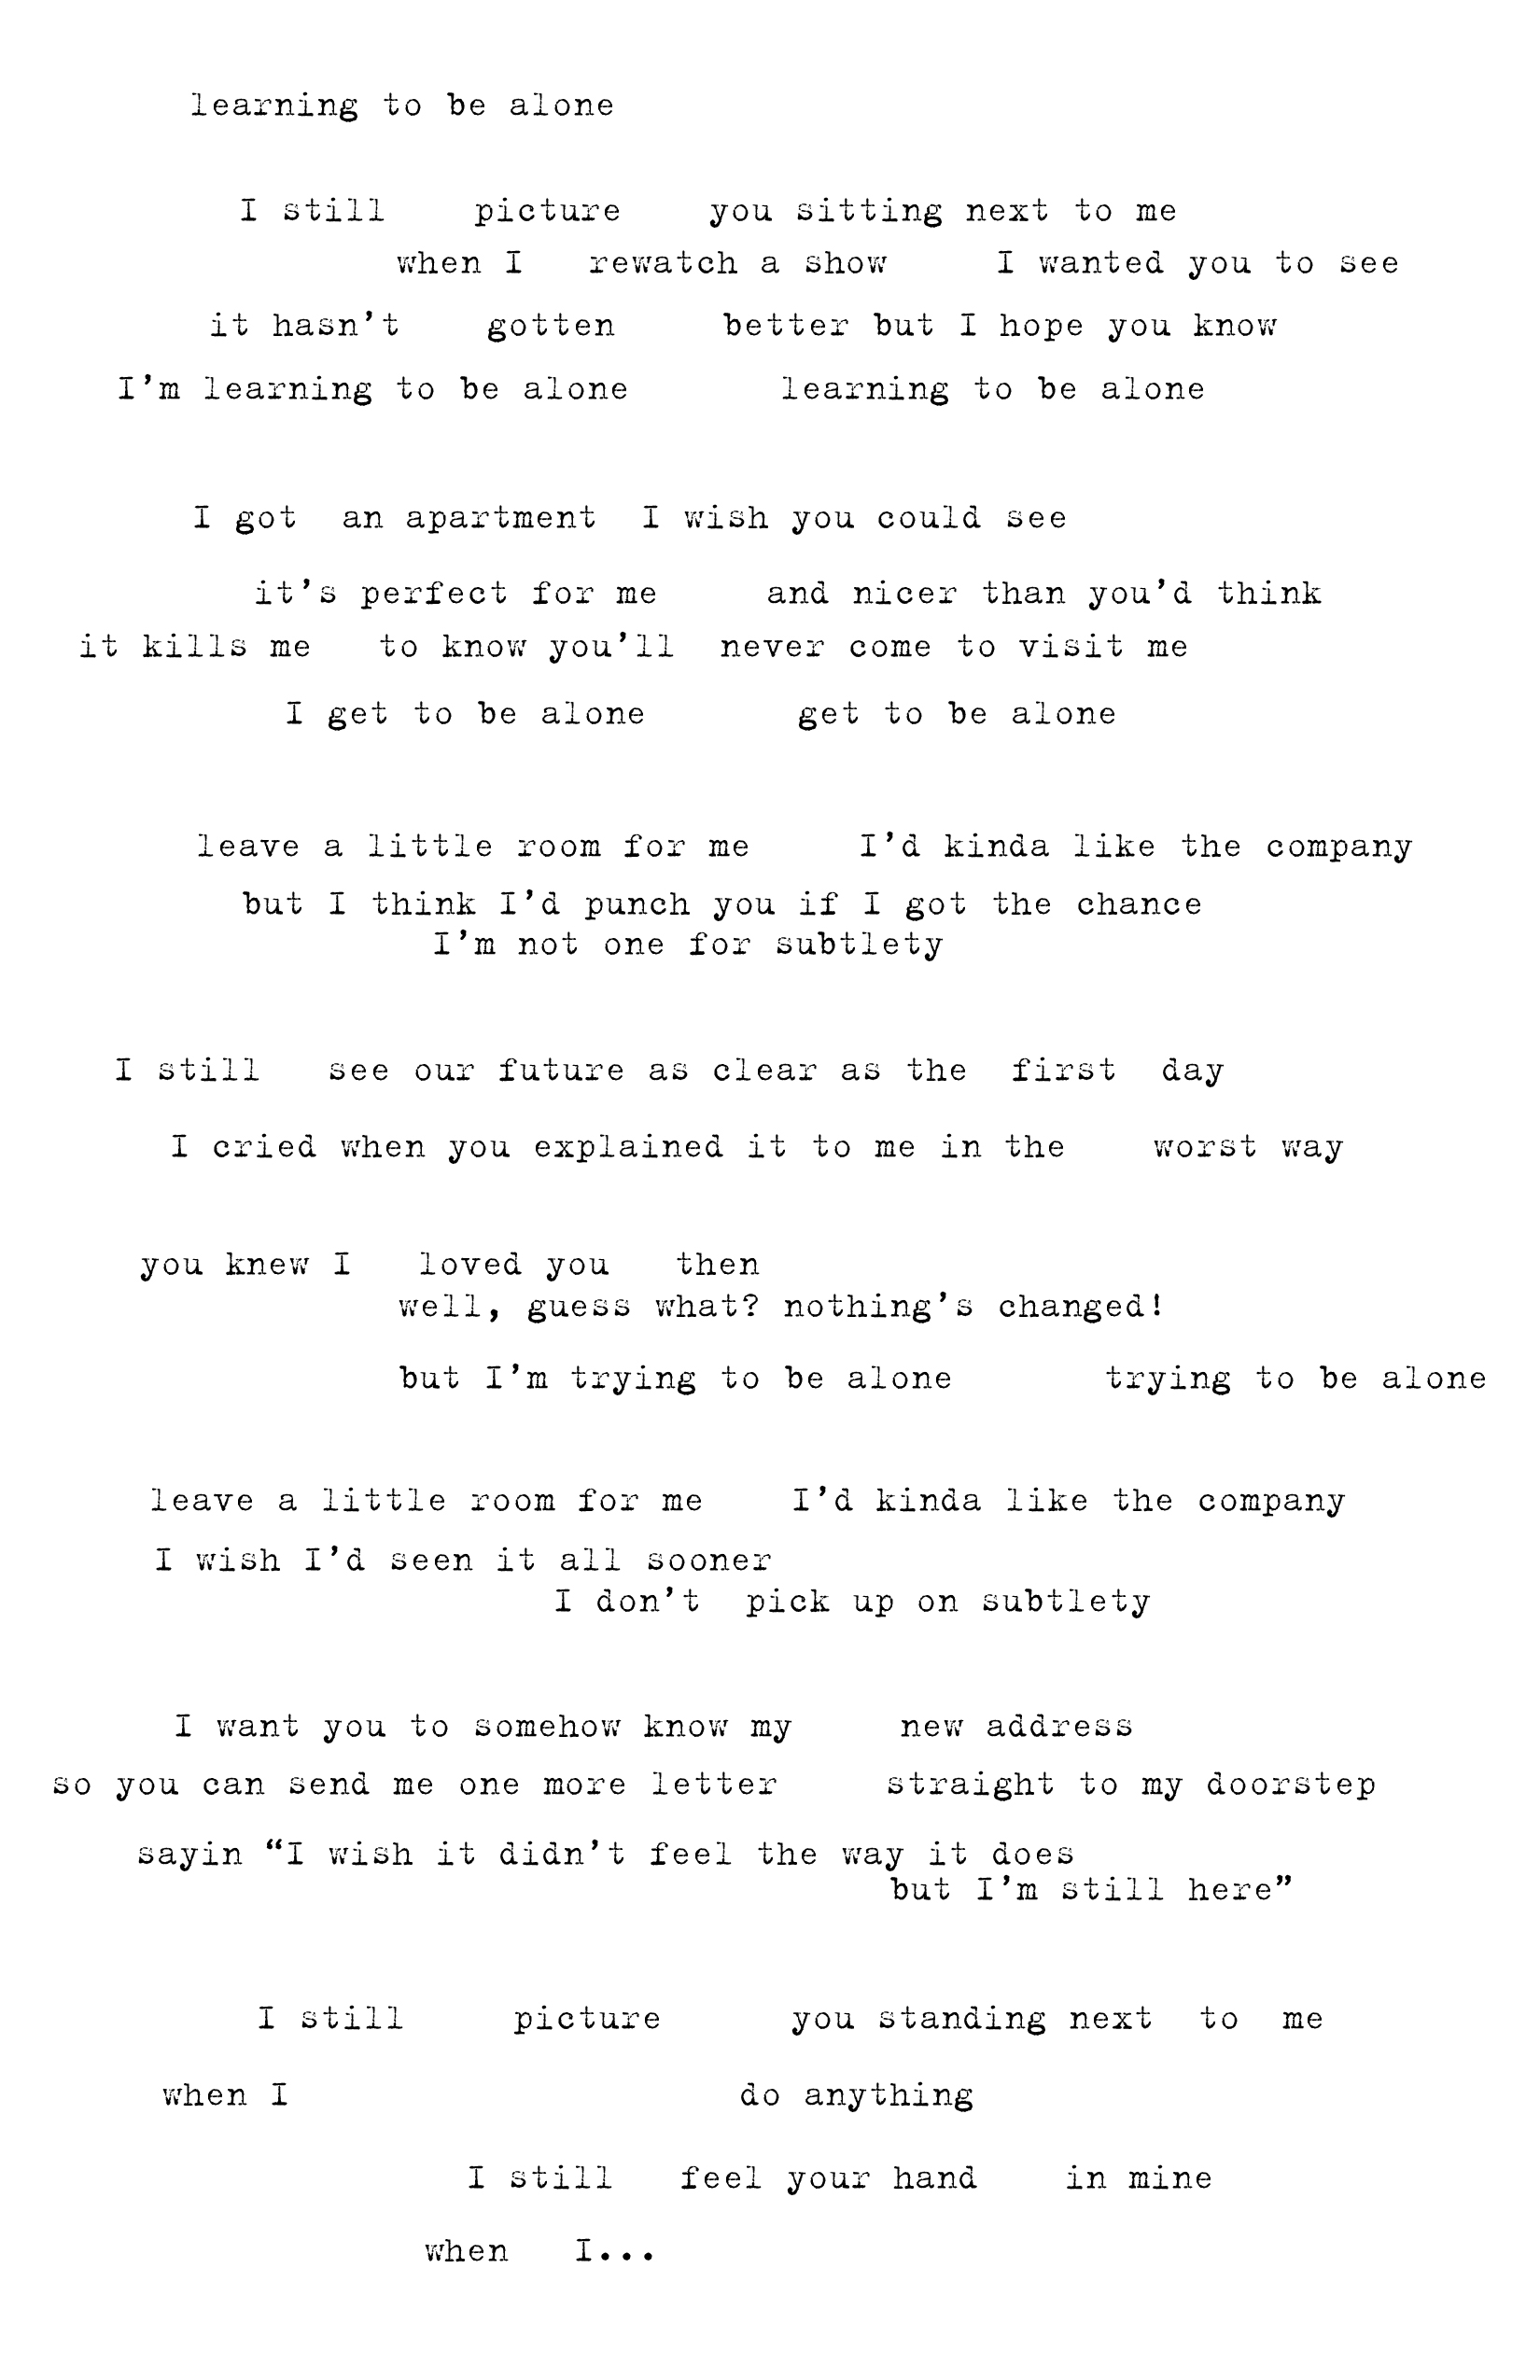 learning to be alone
I still picture you sitting next to me
when I rewatch a show I wanted you to see
it hasn't gotten better but I hope you know
I'm learning to be alone learning to be alone
I got an apartment I wish you could see
it's perfect for me and nicer than you'd think
it kills me to know you'll never come to visit me
I get to be alone get to be alone
leave a little room for me I'd kinda like the company
but I think I'd punch you if I got the chance
I'm not one for subtlety
I still see our future as clear as the first day
I cried when you explained it to me in the worst way
you knew I loved you then
well, guess what? nothing's changed!
but I'm trying to be alone trying to be alone
leave a little room for me I'd kinda like the company
I wish I'd seen it all sooner
I don't pick up on subtlety
I want you to somehow know my new address
so you can send me one more letter straight to my doorstep
sayin “I wish it didn't feel the way it does
but I'm still here”
I still picture you standing next to me
when I do anything
I still feel your hand in mine
when I...